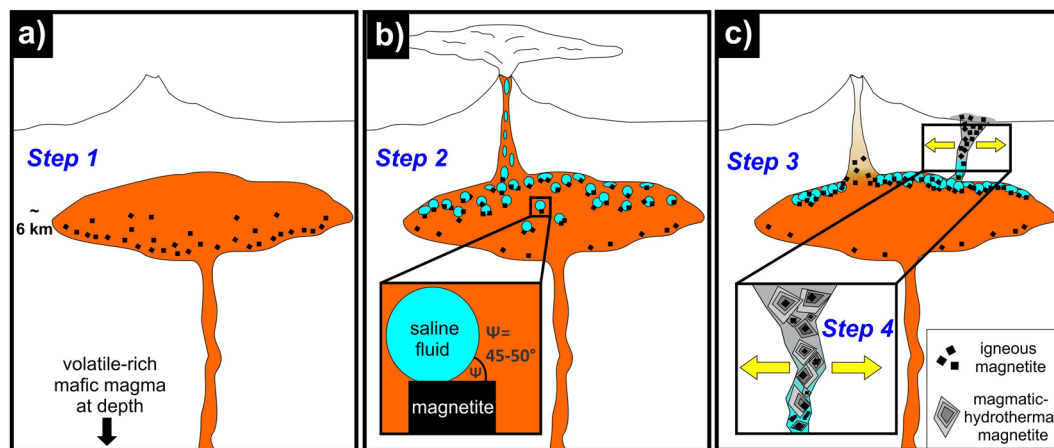 a)
Step 1
~
6 km
volatile-rich
mafic magma
at depth
b)
Step 2
saline
fluid
Ψ=
45-50°
Ψ
magnetite
c)
Step 3
Step 4
igneous
magnetite
magmatic-
hydrotherma
magnetite